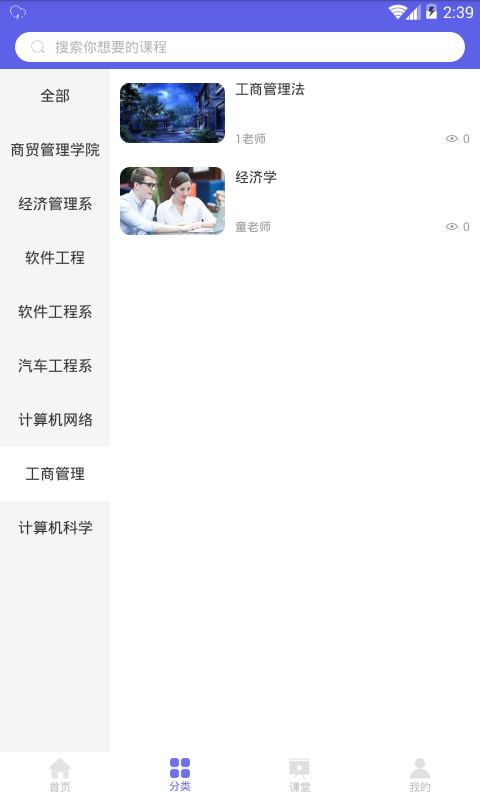 2:39
搜索你想要的课程
全部
商贸管理学院
经济管理系
软件工程
软件工程系
汽车工程系
计算机网络
工商管理
计算机科学
工商管理法
1老师
0
经济学
童老师
0
首页
分类
课堂
我的